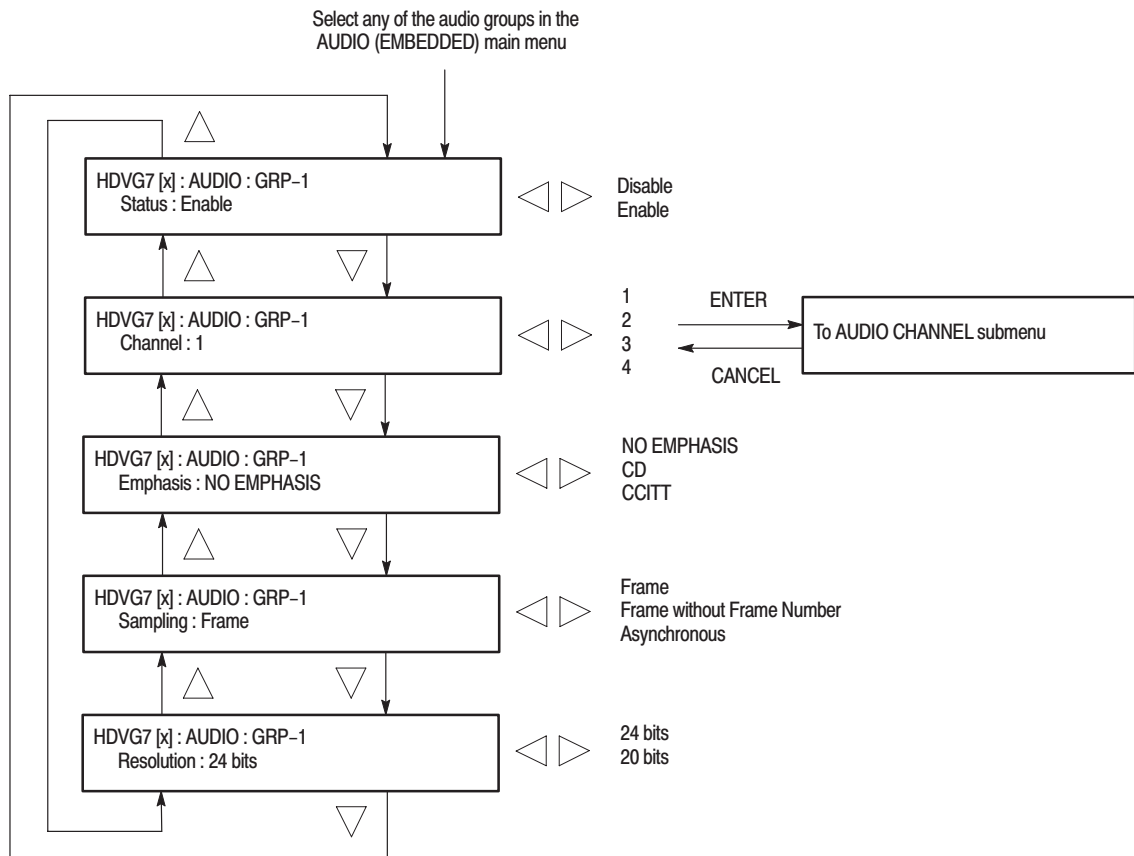 Select any of the audio groups in the
AUDIO (EMBEDDED) main menu
HDVG7 [x] : AUDIO : GRP–1
Status : Enable
Disable
Enable
HDVG7 [x] : AUDIO : GRP–1
Channel : 1
1
2
3
4
ENTER
CANCEL
To AUDIO CHANNEL submenu
HDVG7 [x] : AUDIO : GRP–1
Emphasis : NO EMPHASIS
NO EMPHASIS
CD
CCITT
HDVG7 [x] : AUDIO : GRP–1
Sampling : Frame
Frame
Frame without Frame Number
Asynchronous
HDVG7 [x] : AUDIO : GRP–1
Resolution : 24 bits
24 bits
20 bits